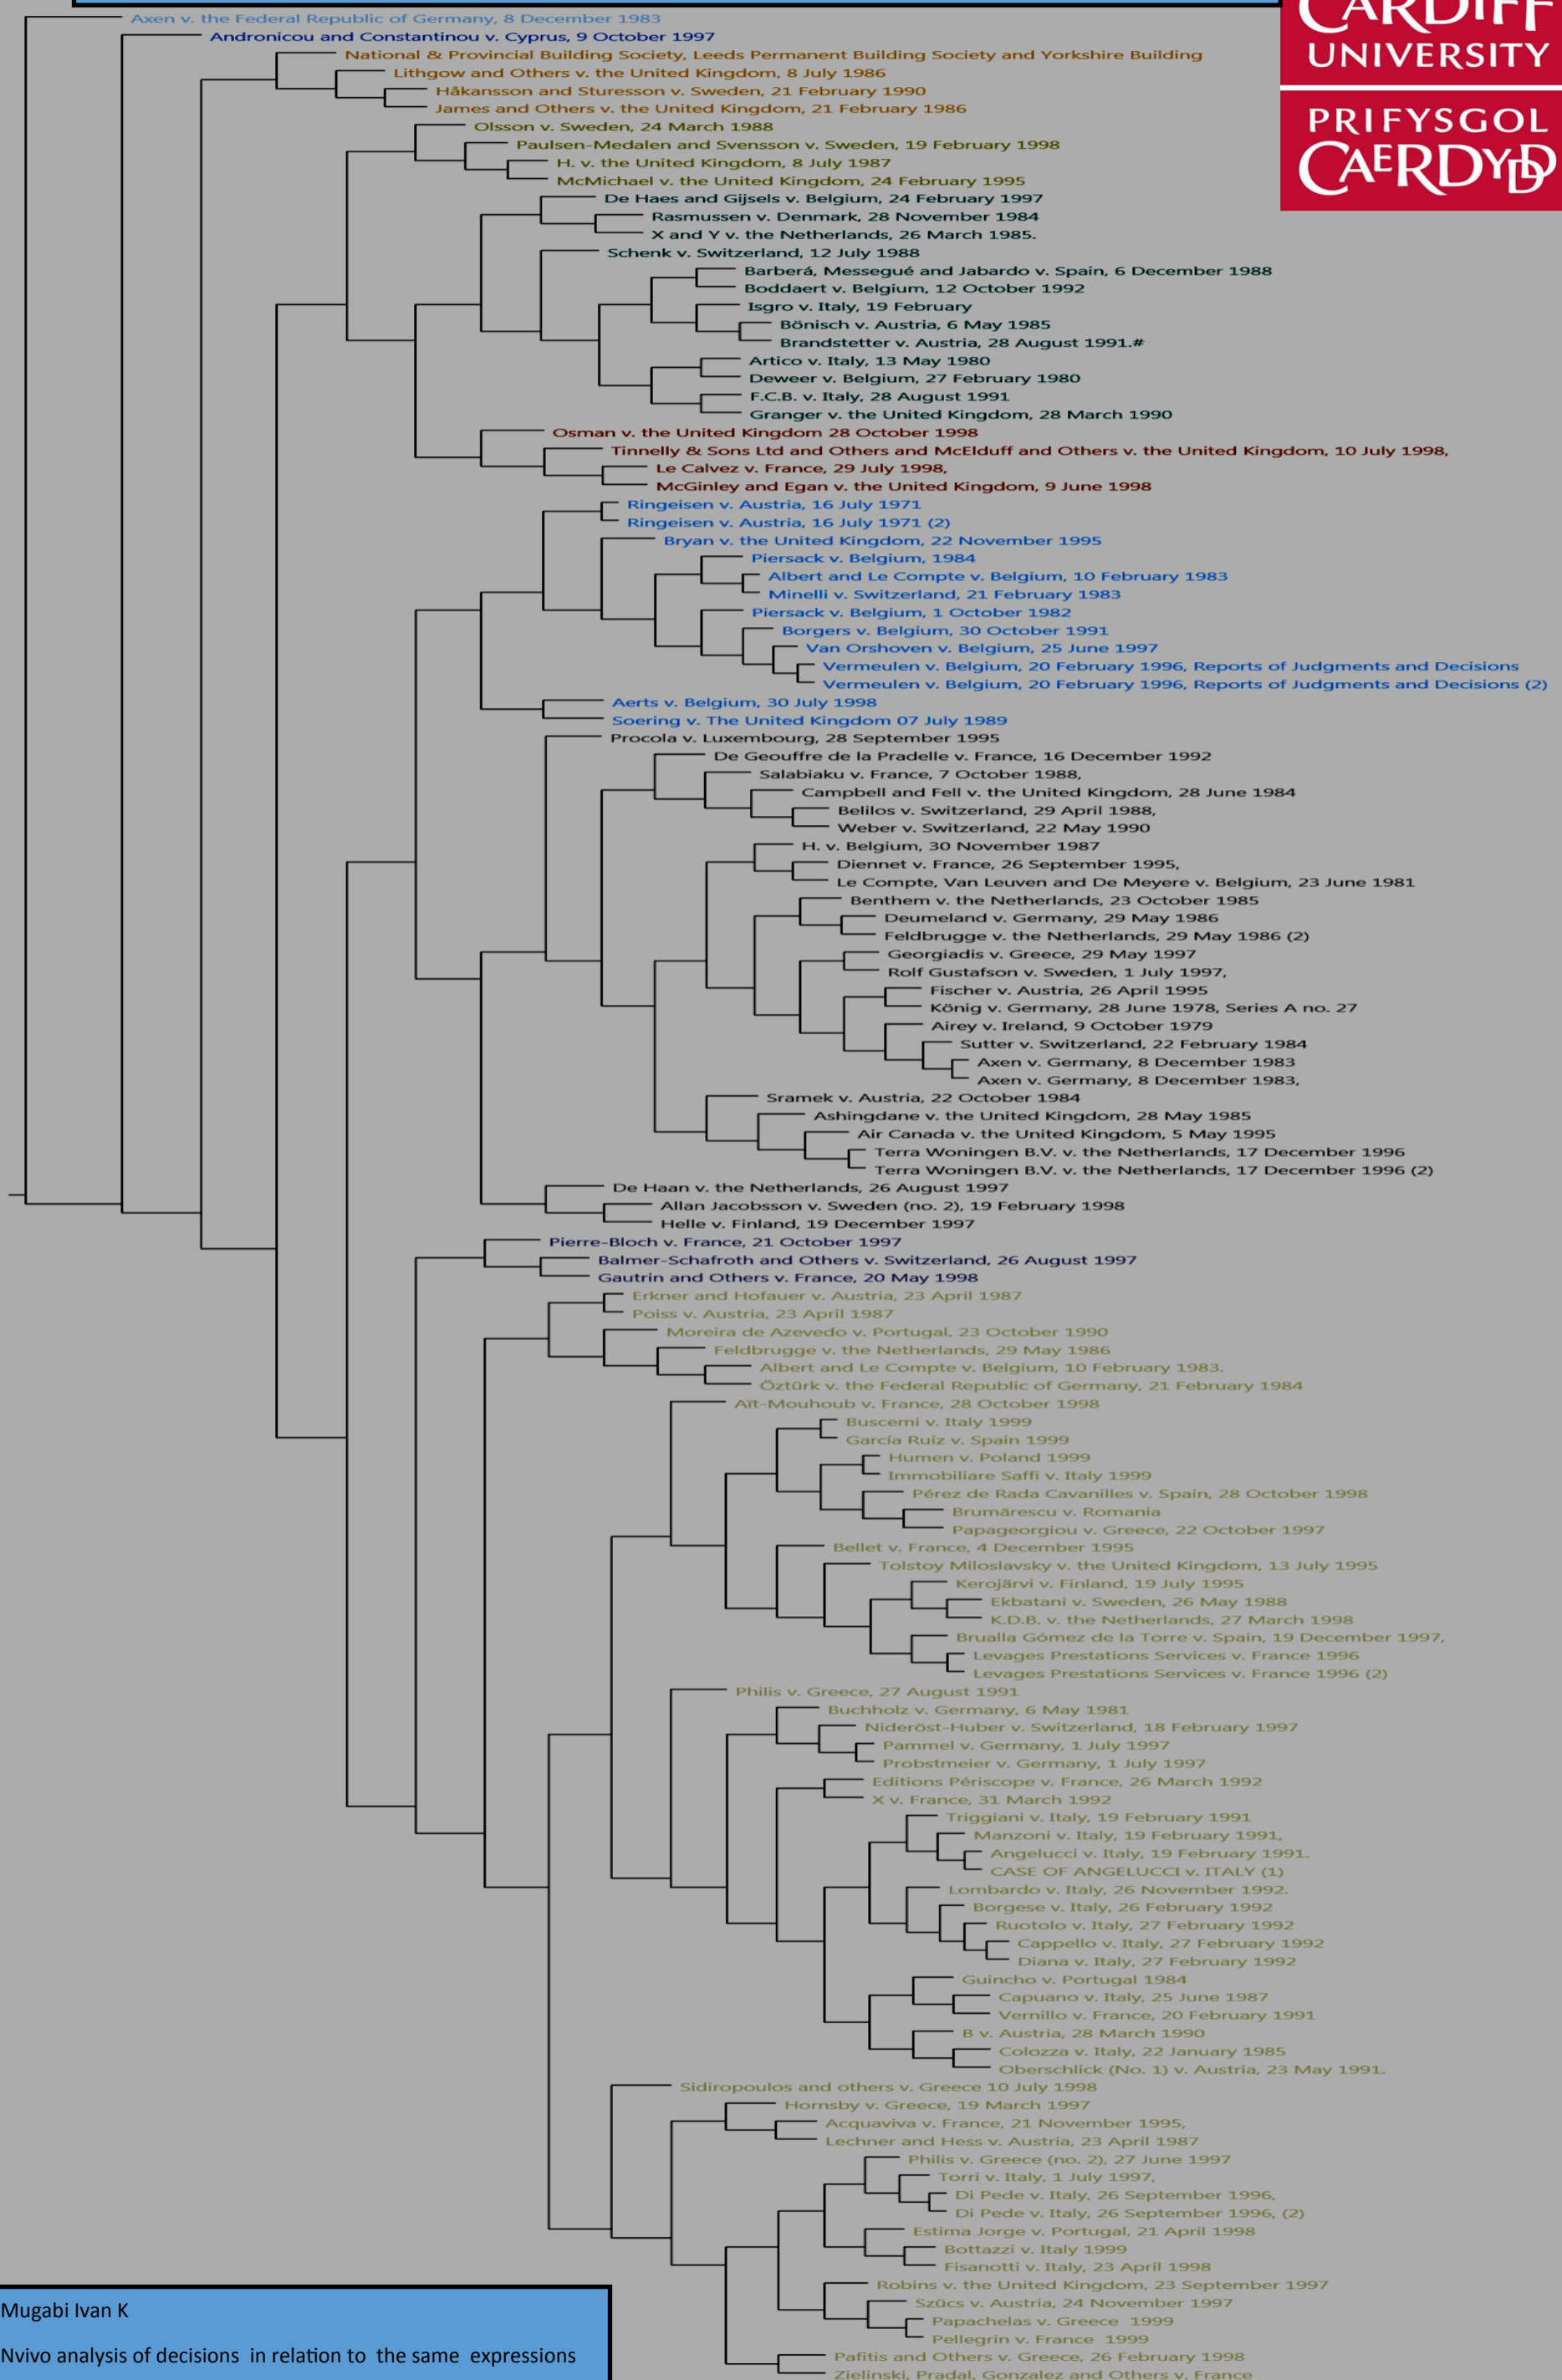 CARDIFF
UNIVERSITY
PRIFYSGOL
CAERDYDD
Axen v. the Federal Republic of Germany, 8 December 1983
Andronicou and Constantinou v. Cyprus, 9 October 1997
National & Provincial Building Society, Leeds Permanent Building Society and Yorkshire Building
Lithgow and Others v. the United Kingdom, 8 July 1986
Håkansson and Sturesson v. Sweden, 21 February 1990
James and Others v. the United Kingdom, 21 February 1986
Olsson v. Sweden, 24 March 1988
Paulsen-Medalen and Svensson v. Sweden, 19 February 1998
H. v. the United Kingdom, 8 July 1987
McMichael v. the United Kingdom, 24 February 1995
De Haes and Gijsels v. Belgium, 24 February 1997
Rasmussen v. Denmark, 28 November 1984
X and Y v. the Netherlands, 26 March 1985.
Schenk v. Switzerland, 12 July 1988
Barberá, Messegué and Jabardo v. Spain, 6 December 1988
Boddaert v. Belgium, 12 October 1992
Isgro v. Italy, 19 February
Bönisch v. Austria, 6 May 1985
Brandstetter v. Austria, 28 August 1991.#
Artico v. Italy, 13 May 1980
Deweer v. Belgium, 27 February 1980
F.C.B. v. Italy, 28 August 1991
Granger v. the United Kingdom, 28 March 1990
Osman v. the United Kingdom 28 October 1998
Tinnelly & Sons Ltd and Others and McElduff and Others v. the United Kingdom, 10 July 1998,
Le Calvez v. France, 29 July 1998,
McGinley and Egan v. the United Kingdom, 9 June 1998
Ringeisen v. Austria, 16 July 1971
Ringeisen v. Austria, 16 July 1971 (2)
Bryan v. the United Kingdom, 22 November 1995
Piersack v. Belgium, 1984
Albert and Le Compte v. Belgium, 10 February 1983
Minelli v. Switzerland, 21 February 1983
Piersack v. Belgium, 1 October 1982
Borgers v. Belgium, 30 October 1991
Van Orshoven v. Belgium, 25 June 1997
Vermeulen v. Belgium, 20 February 1996, Reports of Judgments and Decisions
Vermeulen v. Belgium, 20 February 1996, Reports of Judgments and Decisions (2)
Aerts v. Belgium, 30 July 1998
Soering v. The United Kingdom 07 July 1989
Procola v. Luxembourg, 28 September 1995
De Geouffre de la Pradelle v. France, 16 December 1992
Salabiaku v. France, 7 October 1988,
Campbell and Fell v. the United Kingdom, 28 June 1984
Belilos v. Switzerland, 29 April 1988,
Weber v. Switzerland, 22 May 1990
H. v. Belgium, 30 November 1987
Diennet v. France, 26 September 1995,
Le Compte, Van Leuven and De Meyere v. Belgium, 23 June 1981
Benthem v. the Netherlands, 23 October 1985
Deumeland v. Germany, 29 May 1986
Feldbrugge v. the Netherlands, 29 May 1986 (2)
Georgiadis v. Greece, 29 May 1997
Rolf Gustafson v. Sweden, 1 July 1997,
Fischer v. Austria, 26 April 1995
König v. Germany, 28 June 1978, Series A no. 27
Airey v. Ireland, 9 October 1979
Sutter v. Switzerland, 22 February 1984
Axen v. Germany, 8 December 1983
Axen v. Germany, 8 December 1983,
Sramek v. Austria, 22 October 1984
Ashingdane v. the United Kingdom, 28 May 1985
Air Canada v. the United Kingdom, 5 May 1995
Terra Woningen B.V. v. the Netherlands, 17 December 1996
Terra Woningen B.V. v. the Netherlands, 17 December 1996 (2)
De Haan v. the Netherlands, 26 August 1997
Allan Jacobsson v. Sweden (no. 2), 19 February 1998
Helle v. Finland, 19 December 1997
Pierre-Bloch v. France, 21 October 1997
Balmer-Schafroth and Others v. Switzerland, 26 August 1997
Gautrin and Others v. France, 20 May 1998
Erkner and Hofauer v. Austria, 23 April 1987
Poiss v. Austria, 23 April 1987
Moreira de Azevedo v. Portugal, 23 October 1990
Feldbrugge v. the Netherlands, 29 May 1986
Albert and Le Compte v. Belgium, 10 February 1983.
Öztürk v. the Federal Republic of Germany, 21 February 1984
Aït-Mouhoub v. France, 28 October 1998
Buscemi v. Italy 1999
García Ruiz v. Spain 1999
Humen v. Poland 1999
Immobiliare Saffi v. Italy 1999
Pérez de Rada Cavanilles v. Spain, 28 October 1998
Brumărescu v. Romania
Papageorgiou v. Greece, 22 October 1997
Bellet v. France, 4 December 1995
Tolstoy Miloslavsky v. the United Kingdom, 13 July 1995
Kerojärvi v. Finland, 19 July 1995
Ekbatani v. Sweden, 26 May 1988
K.D.B. v. the Netherlands, 27 March 1998
Brualla Gómez de la Torre v. Spain, 19 December 1997,
Levages Prestations Services v. France 1996
Levages Prestations Services v. France 1996 (2)
Philis v. Greece, 27 August 1991
Buchholz v. Germany, 6 May 1981
Nideröst-Huber v. Switzerland, 18 February 1997
Pammel v. Germany, 1 July 1997
Probstmeier v. Germany, 1 July 1997
Editions Périscope v. France, 26 March 1992
X v. France, 31 March 1992
Triggiani v. Italy, 19 February 1991
Manzoni v. Italy, 19 February 1991,
Angelucci v. Italy, 19 February 1991.
CASE OF ANGELUCCI v. ITALY (1)
Lombardo v. Italy, 26 November 1992.
Borgese v. Italy, 26 February 1992
Ruotolo v. Italy, 27 February 1992
Cappello v. Italy, 27 February 1992
Diana v. Italy, 27 February 1992
Guincho v. Portugal 1984
Capuano v. Italy, 25 June 1987
Vernillo v. France, 20 February 1991
B v. Austria, 28 March 1990
Colozza v. Italy, 22 January 1985
Oberschlick (No. 1) v. Austria, 23 May 1991.
Sidiropoulos and others v. Greece 10 July 1998
Hornsby v. Greece, 19 March 1997
Acquaviva v. France, 21 November 1995,
Lechner and Hess v. Austria, 23 April 1987
Philis v. Greece (no. 2), 27 June 1997
Torri v. Italy, 1 July 1997,
Di Pede v. Italy, 26 September 1996,
Di Pede v. Italy, 26 September 1996, (2)
Estima Jorge v. Portugal, 21 April 1998
Bottazzi v. Italy 1999
Fisanotti v. Italy, 23 April 1998
Robins v. the United Kingdom, 23 September 1997
Szücs v. Austria, 24 November 1997
Papachelas v. Greece 1999
Pellegrin v. France 1999
Pafitis and Others v. Greece, 26 February 1998
Zielinski, Pradal, Gonzalez and Others v. France
Mugabi Ivan K
Nvivo analysis of decisions in relation to the same expressions